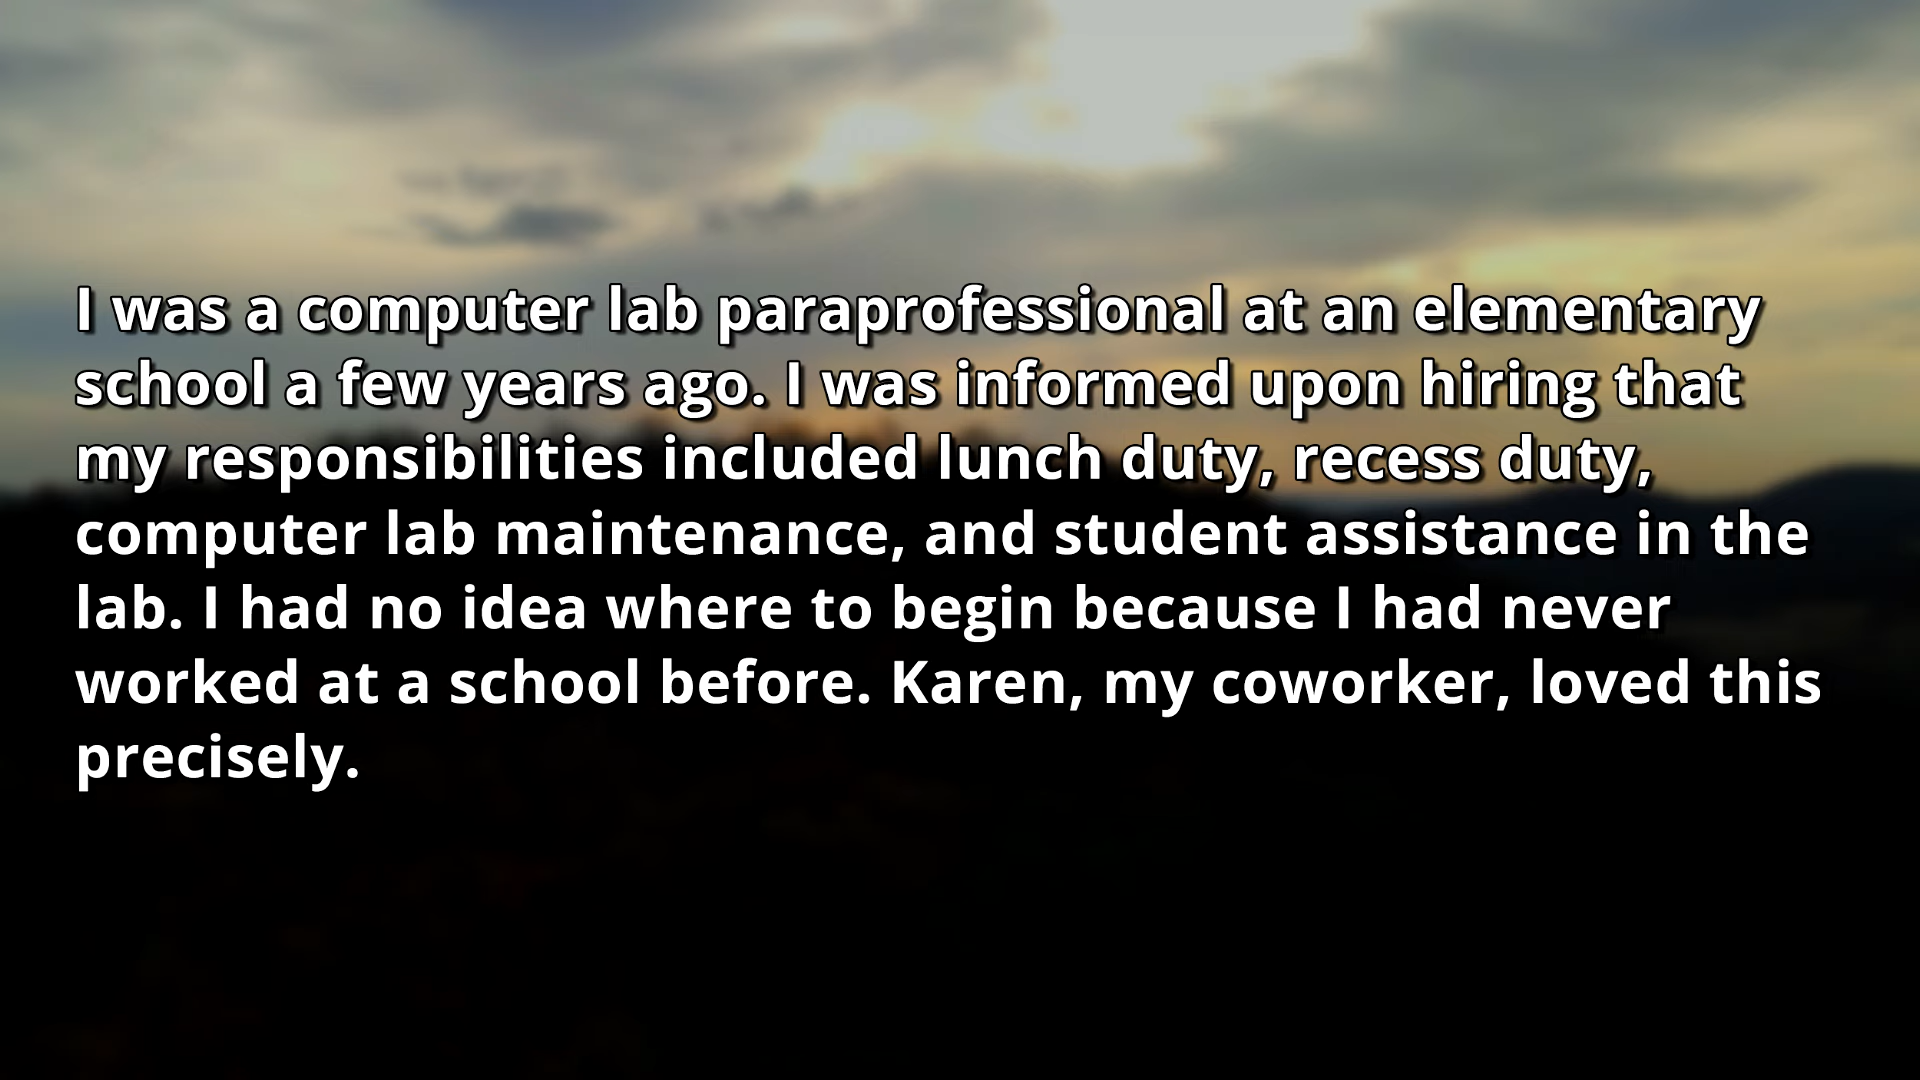 I was a computer lab paraprofessional at an elementary
school a few years ago. I was informed upon hiring that
my responsibilities included lunch duty, recess duty,
computer lab maintenance, and student assistance in the
lab. I had no idea where to begin because I had never
worked at a school before. Karen, my coworker, loved this
precisely.